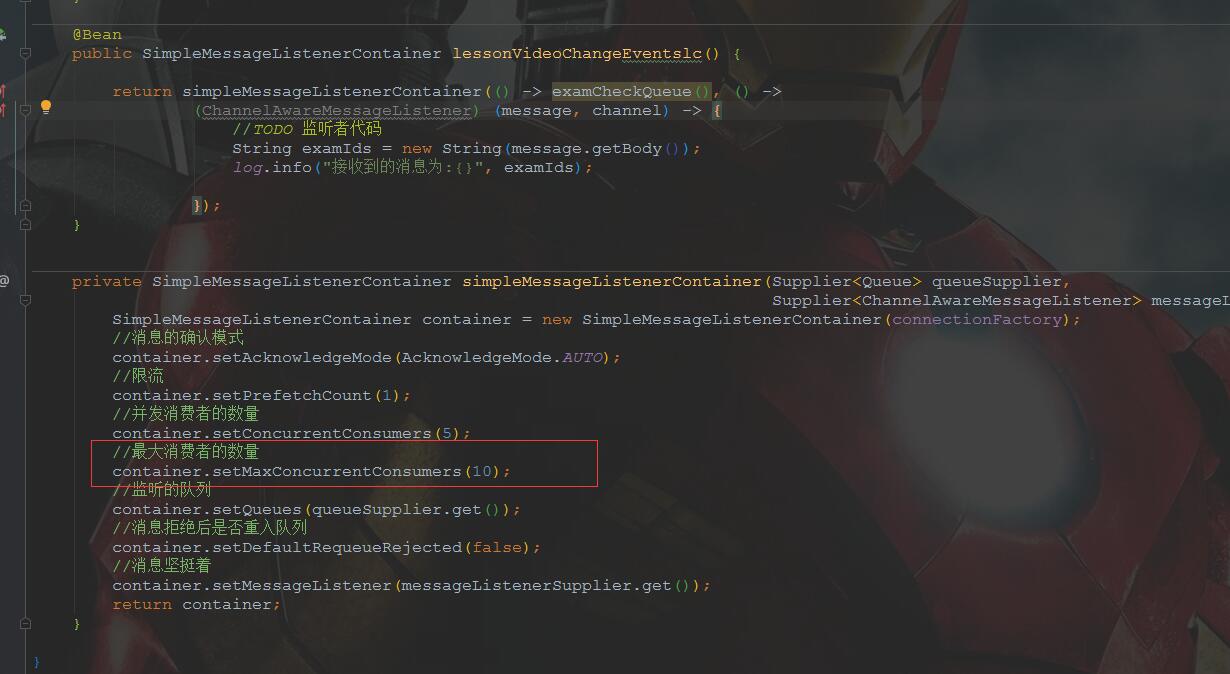 @Bean
public SimpleMessageListenerContainer lessonVideoChangeEventslc() {
return simpleMessageListenerContainer(() -> examCheckQueue(), () ->
(ChannelAwareMessageListener) (message, channel) -> {
//TODO 监听者代码
String examIds = new String(message.getBody());
log.info("接收到的消息为:{}", examIds);
});
}
private SimpleMessageListenerContainer simpleMessageListenerContainer(Supplier<Queue> queueSupplier,
Supplier<ChannelAwareMessageListener> messageL
SimpleMessageListenerContainer container = new SimpleMessageListenerContainer(connectionFactory);
//消息的确认模式
container.setAcknowledgeMode(AcknowledgeMode.AUTO);
//限流
container.setPrefetchCount(1);
//并发消费者的数量
container.setConcurrentConsumers(5);
//最大消费者的数量
container.setMaxConcurrentConsumers(10);
//监听的队列
container.setQueues(queueSupplier.get());
//消息拒绝后是否重入队列
container.setDefaultRequeueRejected(false);
//消息坚挺着
container.setMessageListener(messageListenerSupplier.get());
return container;
}
}